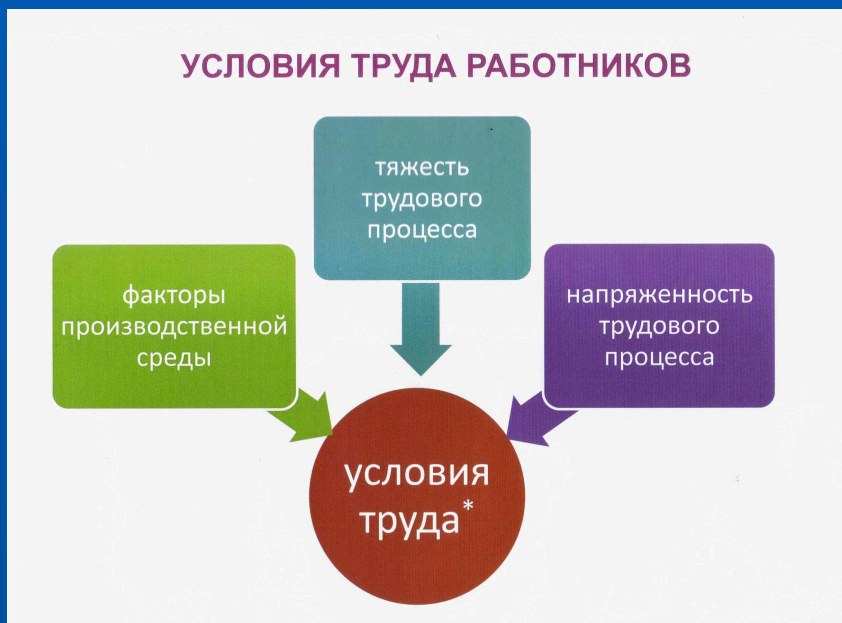 УСЛОВИЯ ТРУДА РАБОТНИКОВ
тяжесть
трудового
процесса
факторы
производственной
среды
напряженность
трудового
процесса
условия
труда*